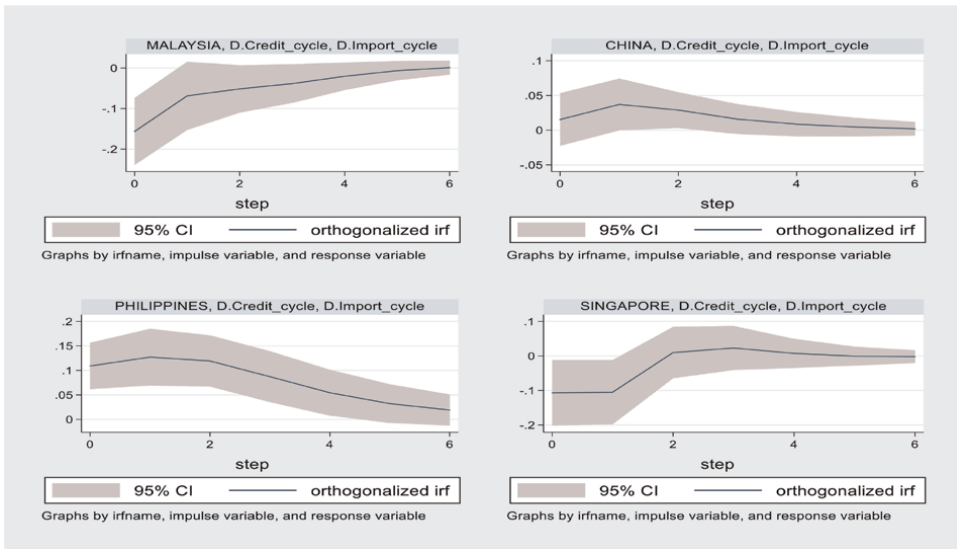 MALAYSIA, D.Credit_cycle, D.Import_cycle
0
-.1
-.2
0 2 4 6
step
95% CI orthogonalized irf
Graphs by irfname, impulse variable, and response variable
CHINA, D.Credit_cycle, D.Import_cycle
.1
.05
0
-.05
0 2 4 6
step
95% CI orthogonalized irf
Graphs by irfname, impulse variable, and response variable
PHILIPPINES, D.Credit_cycle, D.Import_cycle
.2
.15
.1
.05
0
0 2 4 6
step
95% CI orthogonalized irf
Graphs by irfname, impulse variable, and response variable
SINGAPORE, D.Credit_cycle, D.Import_cycle
.1
0
-.1
-.2
0 2 4 6
step
95% CI orthogonalized irf
Graphs by irfname, impulse variable, and response variable